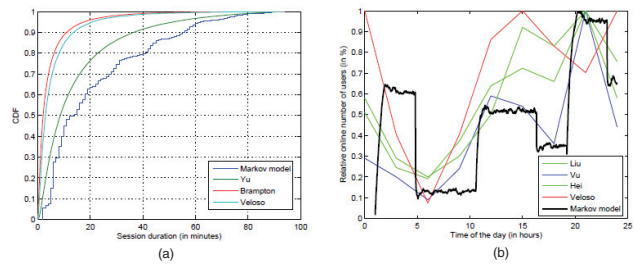 1
0.9
0.8
0.7
0.6
0.5
0.4
0.3
0.2
0.1
0
CDF
0 20 40 60 80 100
Session duration (in minutes)
Markov model
Yu
Brampton
Veloso
(a)
1
0.9
0.8
0.7
0.6
0.5
0.4
0.3
0.2
0.1
0
Relative online number of users (in %)
0 5 10 15 20 25
Time of the day (in hours)
Liu
Vu
Hei
Veloso
Markov model
(b)